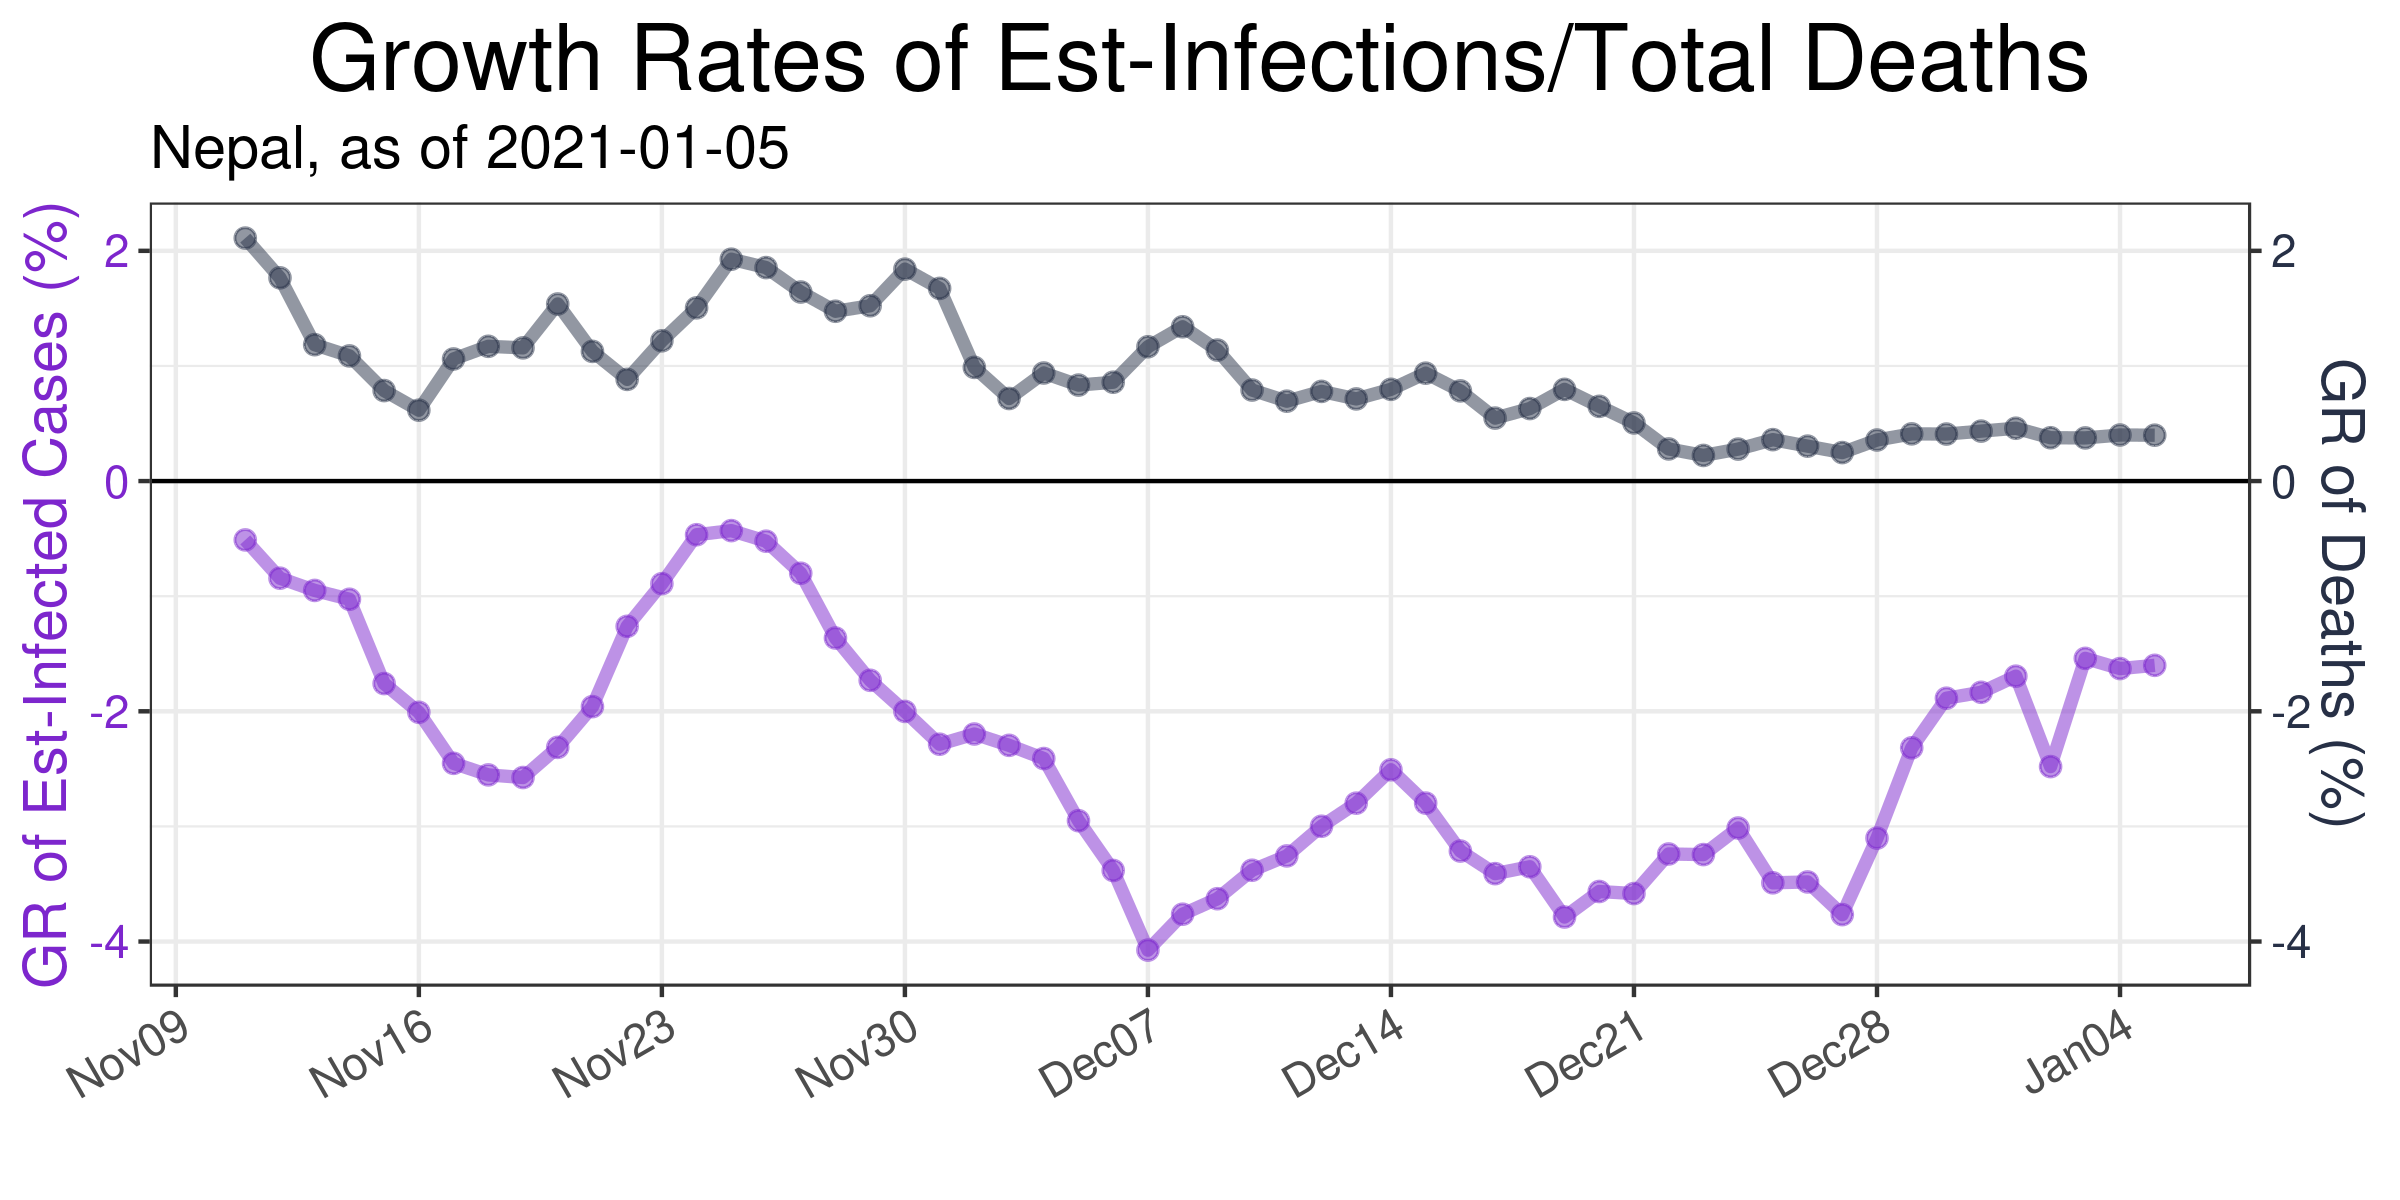 Growth Rates of Est-Infections/Total Deaths
Nepal, as of 2021-01-05
GR of Est-Infected Cases (%)
2
0
-2
-4
2
0
-2
-4
GR of Deaths (%)
Nov09
Nov16
Nov23
Nov30
Dec07
Dec14
Dec21
Dec28
Jan04